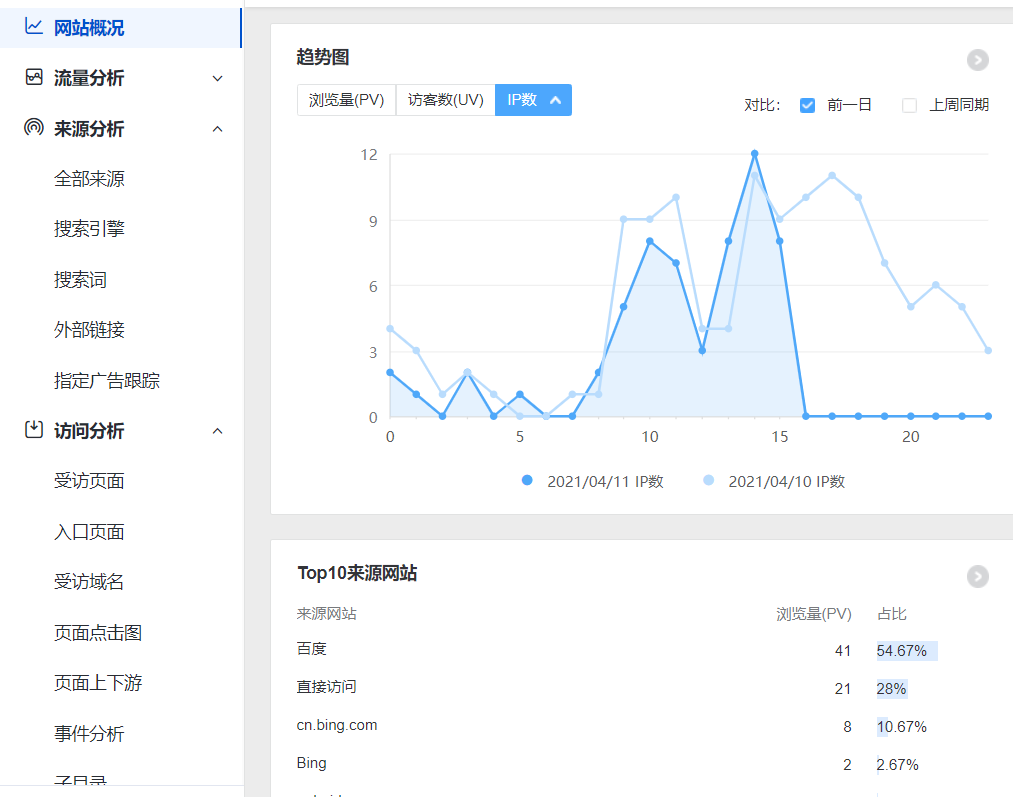 网站概况
流量分析
来源分析
全部来源
搜索引擎
搜索词
外部链接
指定广告跟踪
访问分析
受访页面
入口页面
受访域名
页面点击图
页面上下游
事件分析
子目录
趋势图
浏览量(PV) 访客数(UV) IP数
对比: 前一日 上周同期
12
9
6
3
0
0 5 10 15 20
2021/04/11 IP数 2021/04/10 IP数
Top10来源网站
来源网站 浏览量(PV) 占比
百度 41 54.67%
直接访问 21 28%
cn.bing.com 8 10.67%
Bing 2 2.67%